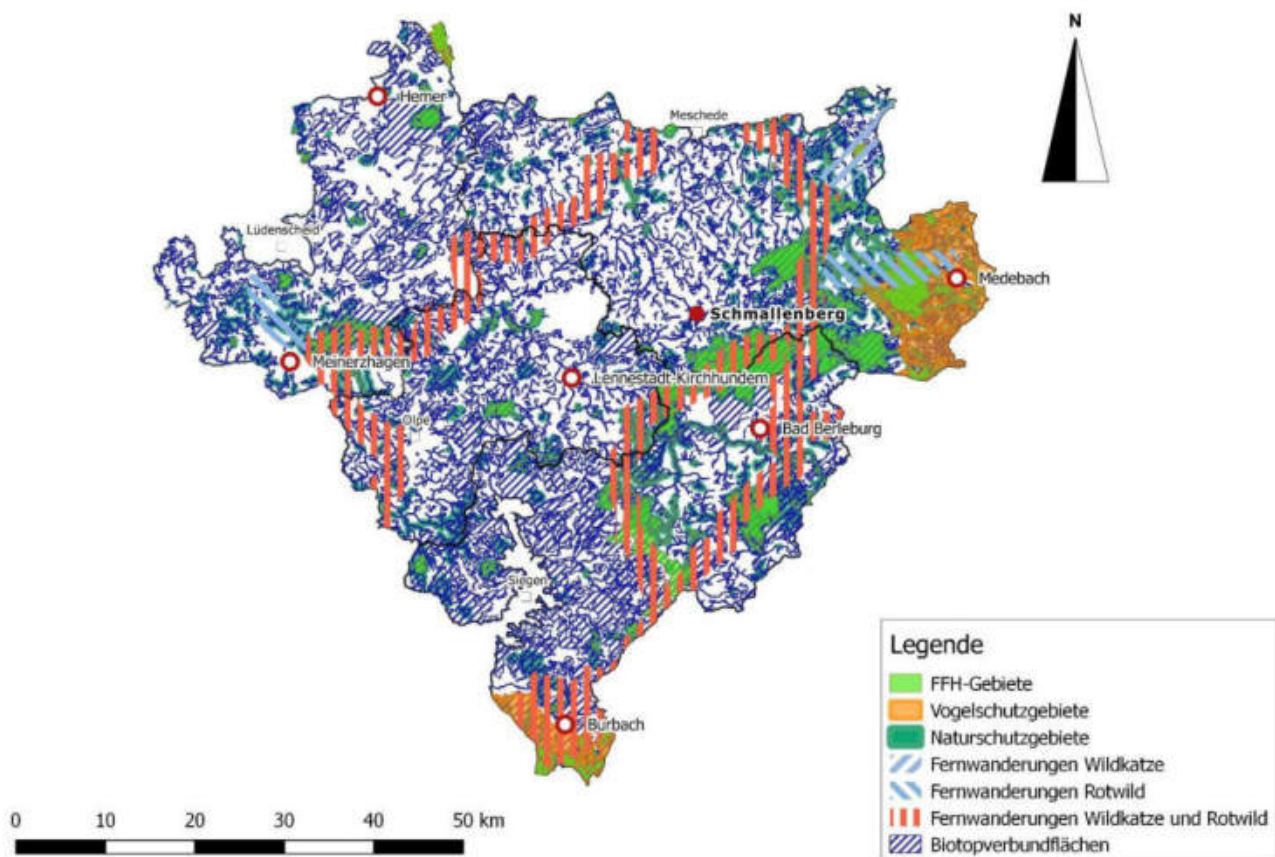 N
Hemer
Meschede
Lüdenscheid
Medebach
Schmallenberg
Meinerzhagen
Lennestadt-Kirchhundem
Olpe
Bad Berleburg
Siegen
Burbach
Legende
FFH-Gebiete
Vogelschutzgebiete
Naturschutzgebiete
Fernwanderungen Wildkatze
Fernwanderungen Rotwild
Fernwanderungen Wildkatze und Rotwild
Biotopverbundflächen
0 10 20 30 40 50 km